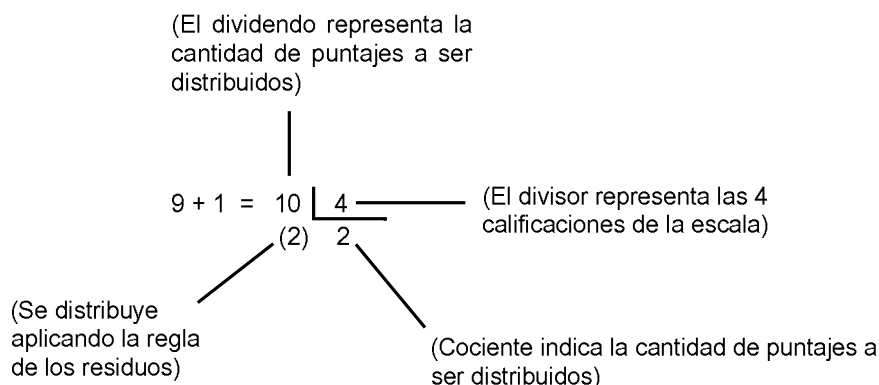 (El dividendo representa la
cantidad de puntajes a ser
distribuidos)
9 + 1 = 10 4
(2) 2
(El divisor representa las 4
calificaciones de la escala)
(Se distribuye
aplicando la regla
de los residuos)
(Cociente indica la cantidad de puntajes a
ser distribuidos)